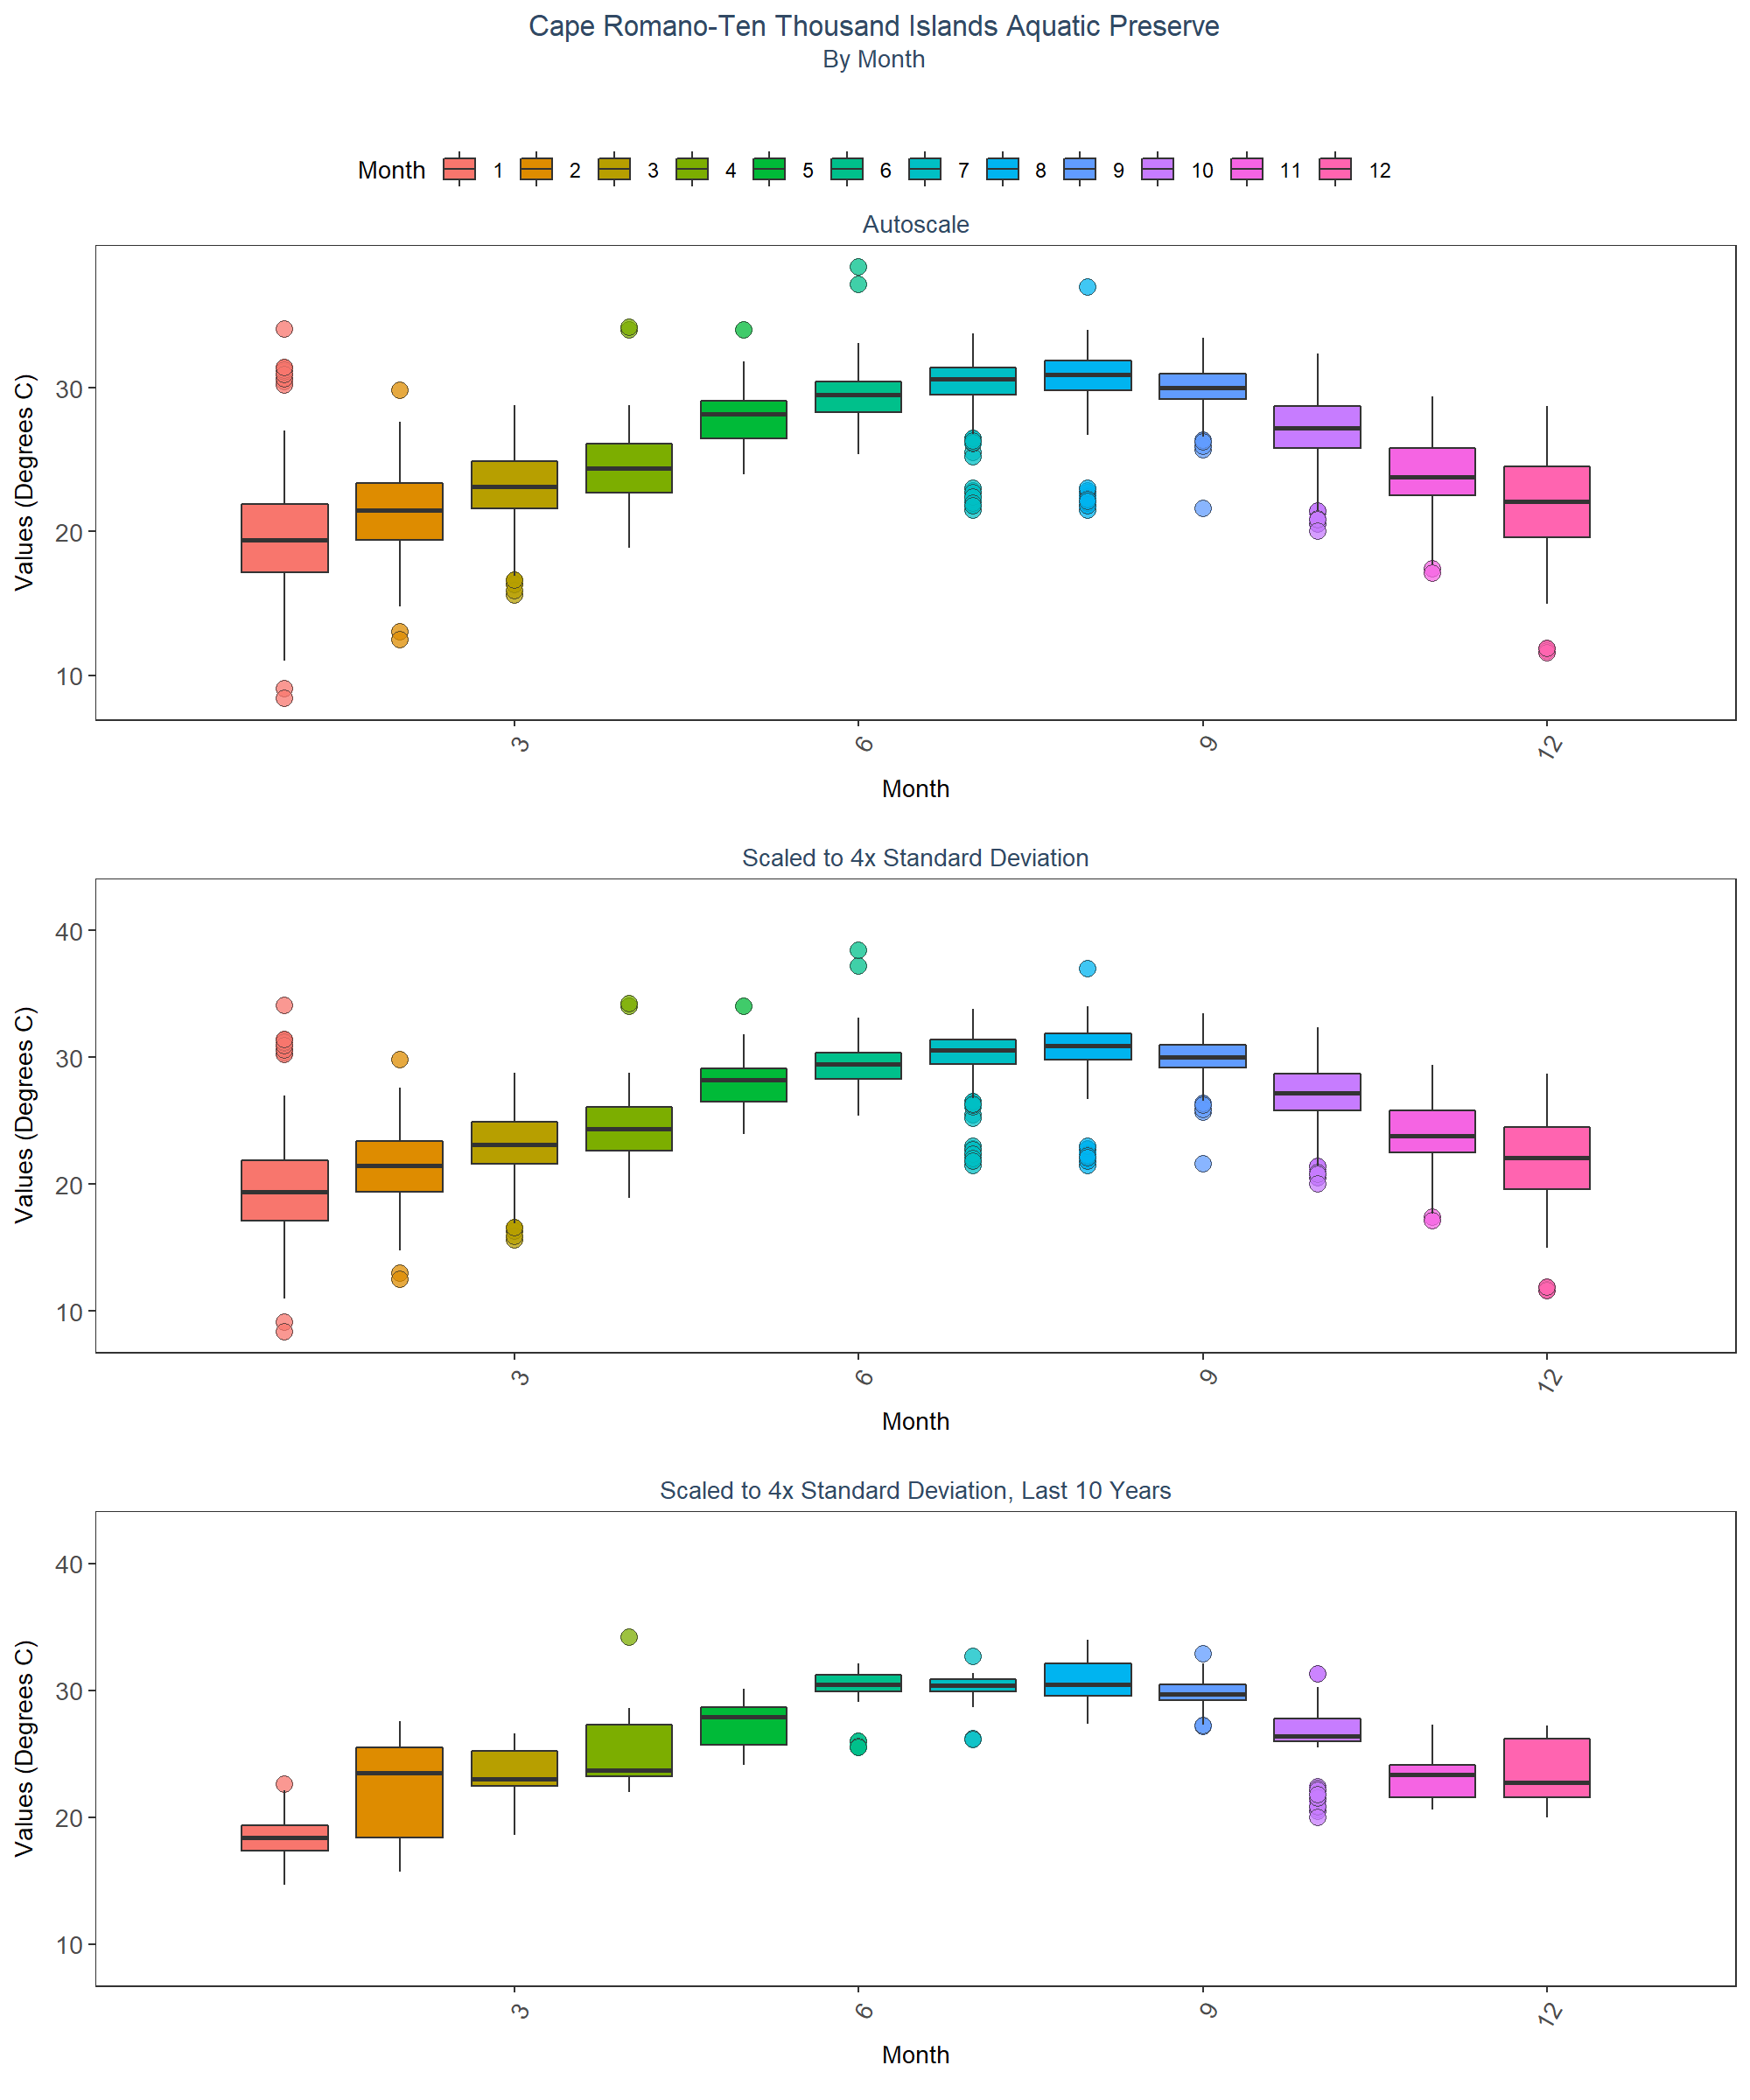 Cape Romano-Ten Thousand Islands Aquatic Preserve
By Month
Month 1 2 3 4 5 6 7 8 9 10 11 12
Autoscale
Values (Degrees C)
30
20
10
3 6 9 12
Month
Scaled to 4x Standard Deviation
Values (Degrees C)
40
30
20
10
3 6 9 12
Month
Scaled to 4x Standard Deviation, Last 10 Years
Values (Degrees C)
40
30
20
10
3 6 9 12
Month